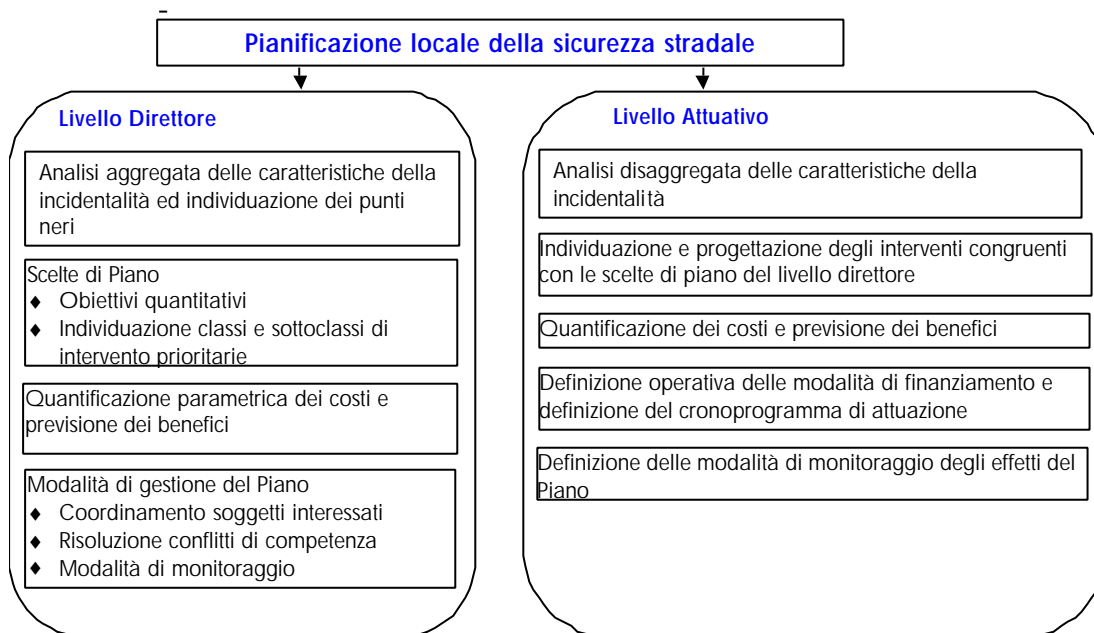 Pianificazione locale della sicurezza stradale
Livello Direttore
Analisi aggregata delle caratteristiche della
incidentalità ed individuazione dei punti
neri
Scelte di Piano
♦ Obiettivi quantitativi
♦ Individuazione classi e sottoclassi di
intervento prioritarie
Quantificazione parametrica dei costi e
previsione dei benefici
Modalità di gestione del Piano
♦ Coordinamento soggetti interessati
♦ Risoluzione conflitti di competenza
♦ Modalità di monitoraggio
Livello Attuativo
Analisi disaggregata delle caratteristiche della
incidentalità
Individuazione e progettazione degli interventi congruenti
con le scelte di piano del livello direttore
Quantificazione dei costi e previsione dei benefici
Definizione operativa delle modalità di finanziamento e
definizione del cronoprogramma di attuazione
Definizione delle modalità di monitoraggio degli effetti del
Piano